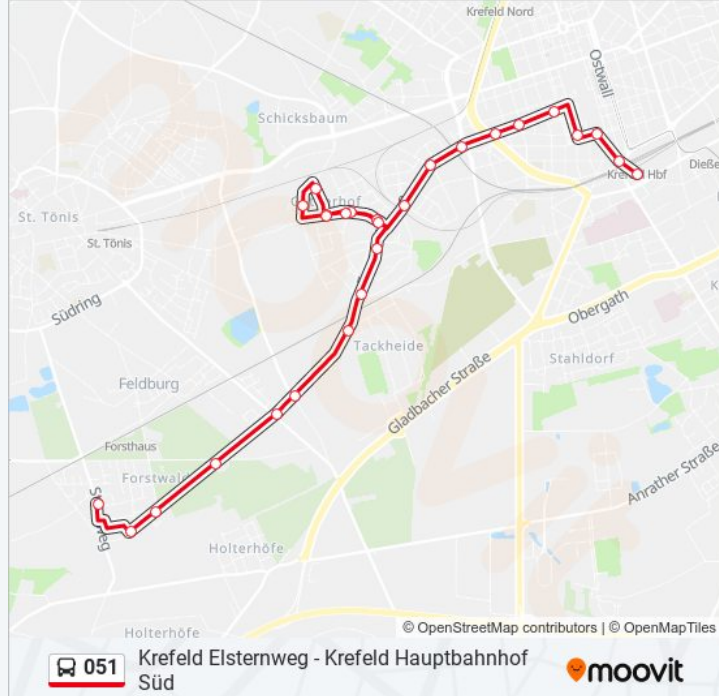 Krefeld Nord
Ostwall
Schicksbaum
Krefeld Hbf
Dieße
St. Tönis
St. Tönis
Südring
Obergath
Tackheide
Stahldorf
Gladbacher Straße
Feldburg
Forsthaus
Forstwald
Anrather Straße
Holterhöfe
Holterhöfe
© OpenStreetMap contributors | © OpenMapTiles
051
Krefeld Elsternweg - Krefeld Hauptbahnhof
Süd
moovit